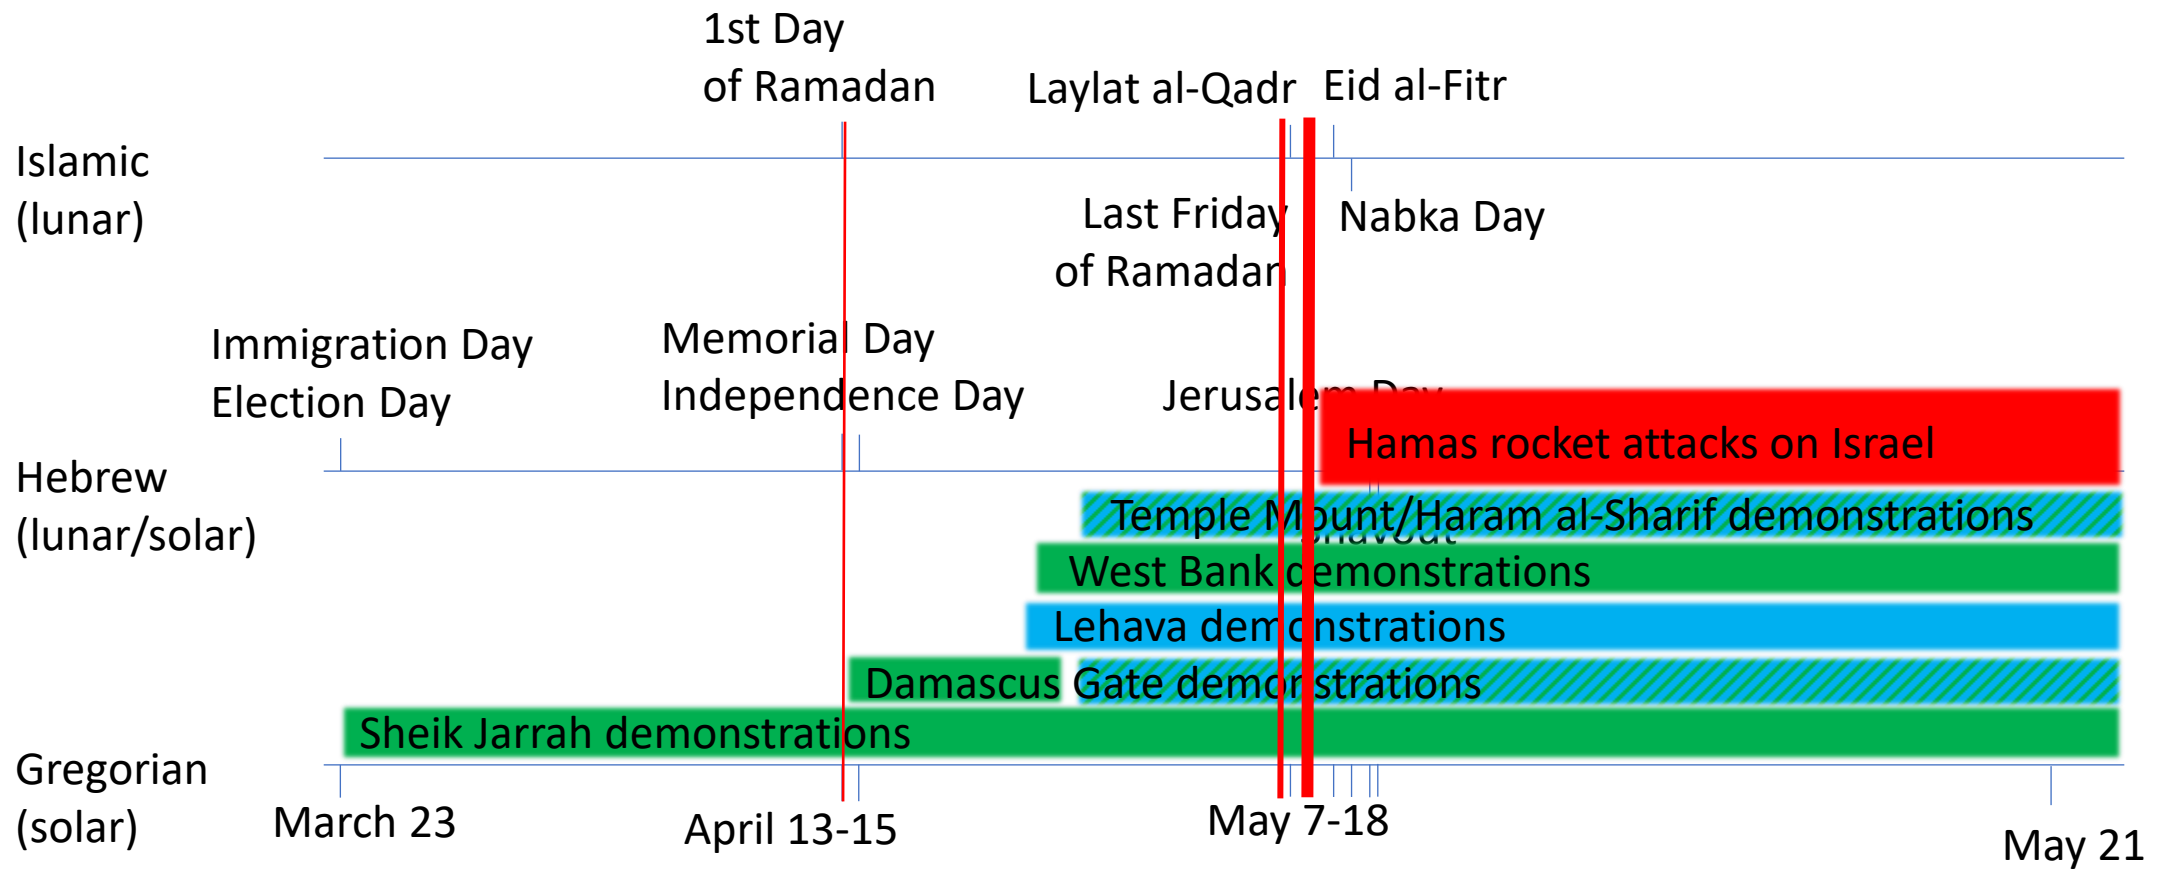 1st Day
of Ramadan
Laylat al-Qadr
Eid al-Fitr
Islamic
(lunar)
Last Friday
of Ramadan
Nabka Day
Immigration Day
Election Day
Memorial Day
Independence Day
Jerusalem Day
Hamas rocket attacks on Israel
Hebrew
(lunar/solar)
Temple Mount/Haram al-Sharif demonstrations
Shavout
West Bank demonstrations
Lehava demonstrations
Damascus Gate demonstrations
Sheik Jarrah demonstrations
Gregorian
(solar)
March 23
April 13-15
May 7-18
May 21